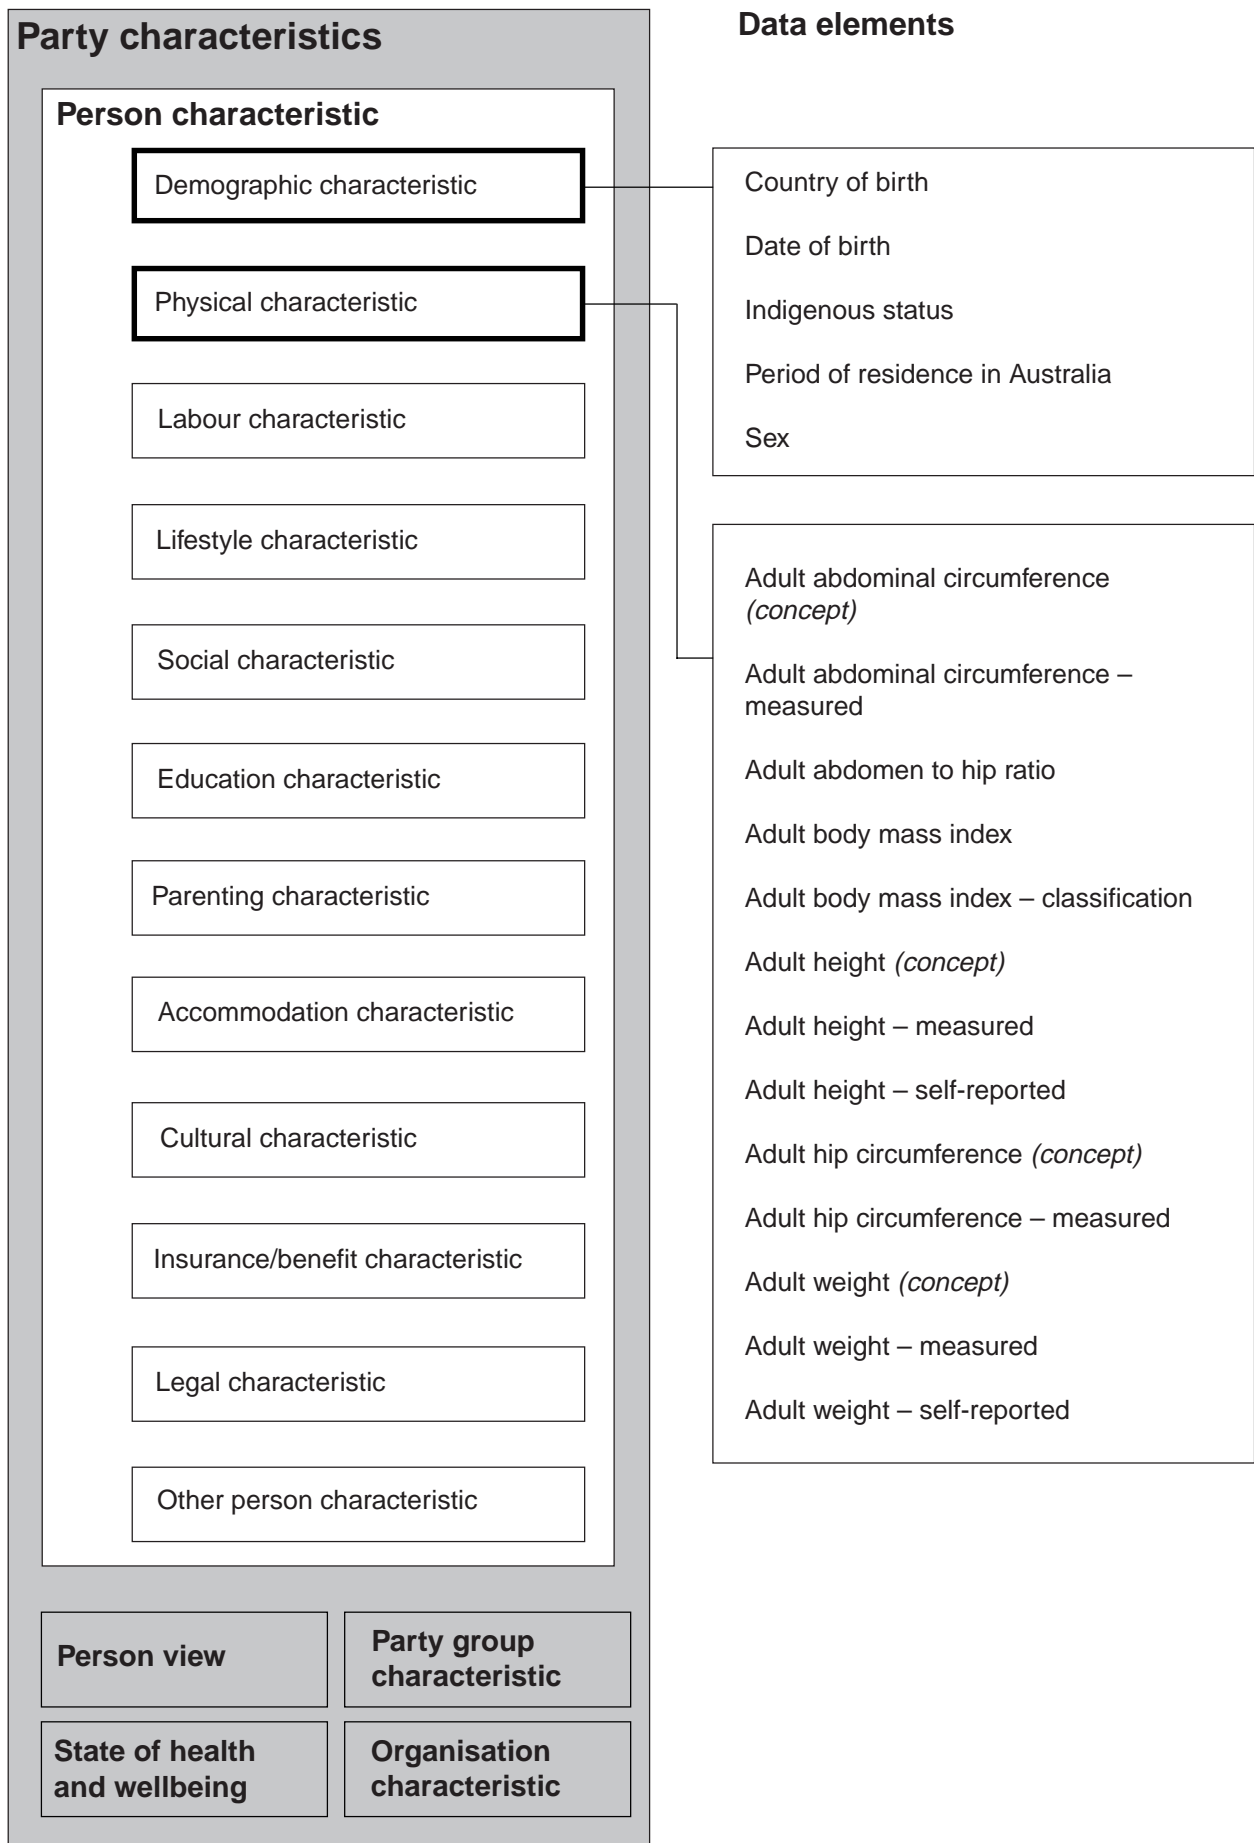 Party characteristics
Person characteristic
Demographic characteristic
Physical characteristic
Labour characteristic
Lifestyle characteristic
Social characteristic
Education characteristic
Parenting characteristic
Accommodation characteristic
Cultural characteristic
Insurance/benefit characteristic
Legal characteristic
Other person characteristic
Person view
Party group
characteristic
State of health
and wellbeing
Organisation
characteristic
Data elements
Country of birth
Date of birth
Indigenous status
Period of residence in Australia
Sex
Adult abdominal circumference
(concept)
Adult abdominal circumference –
measured
Adult abdomen to hip ratio
Adult body mass index
Adult body mass index – classification
Adult height (concept)
Adult height – measured
Adult height – self-reported
Adult hip circumference (concept)
Adult hip circumference – measured
Adult weight (concept)
Adult weight – measured
Adult weight – self-reported